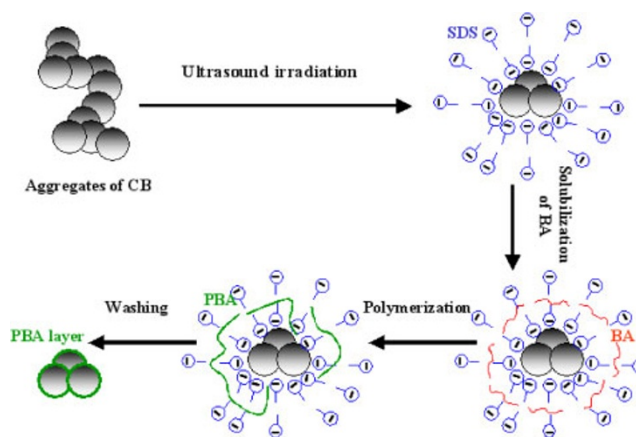 SDS
Ultrasound irradiation
Aggregates of CB
Solubilization
of BA
BA
Polymerization
PBA
Washing
PBA layer